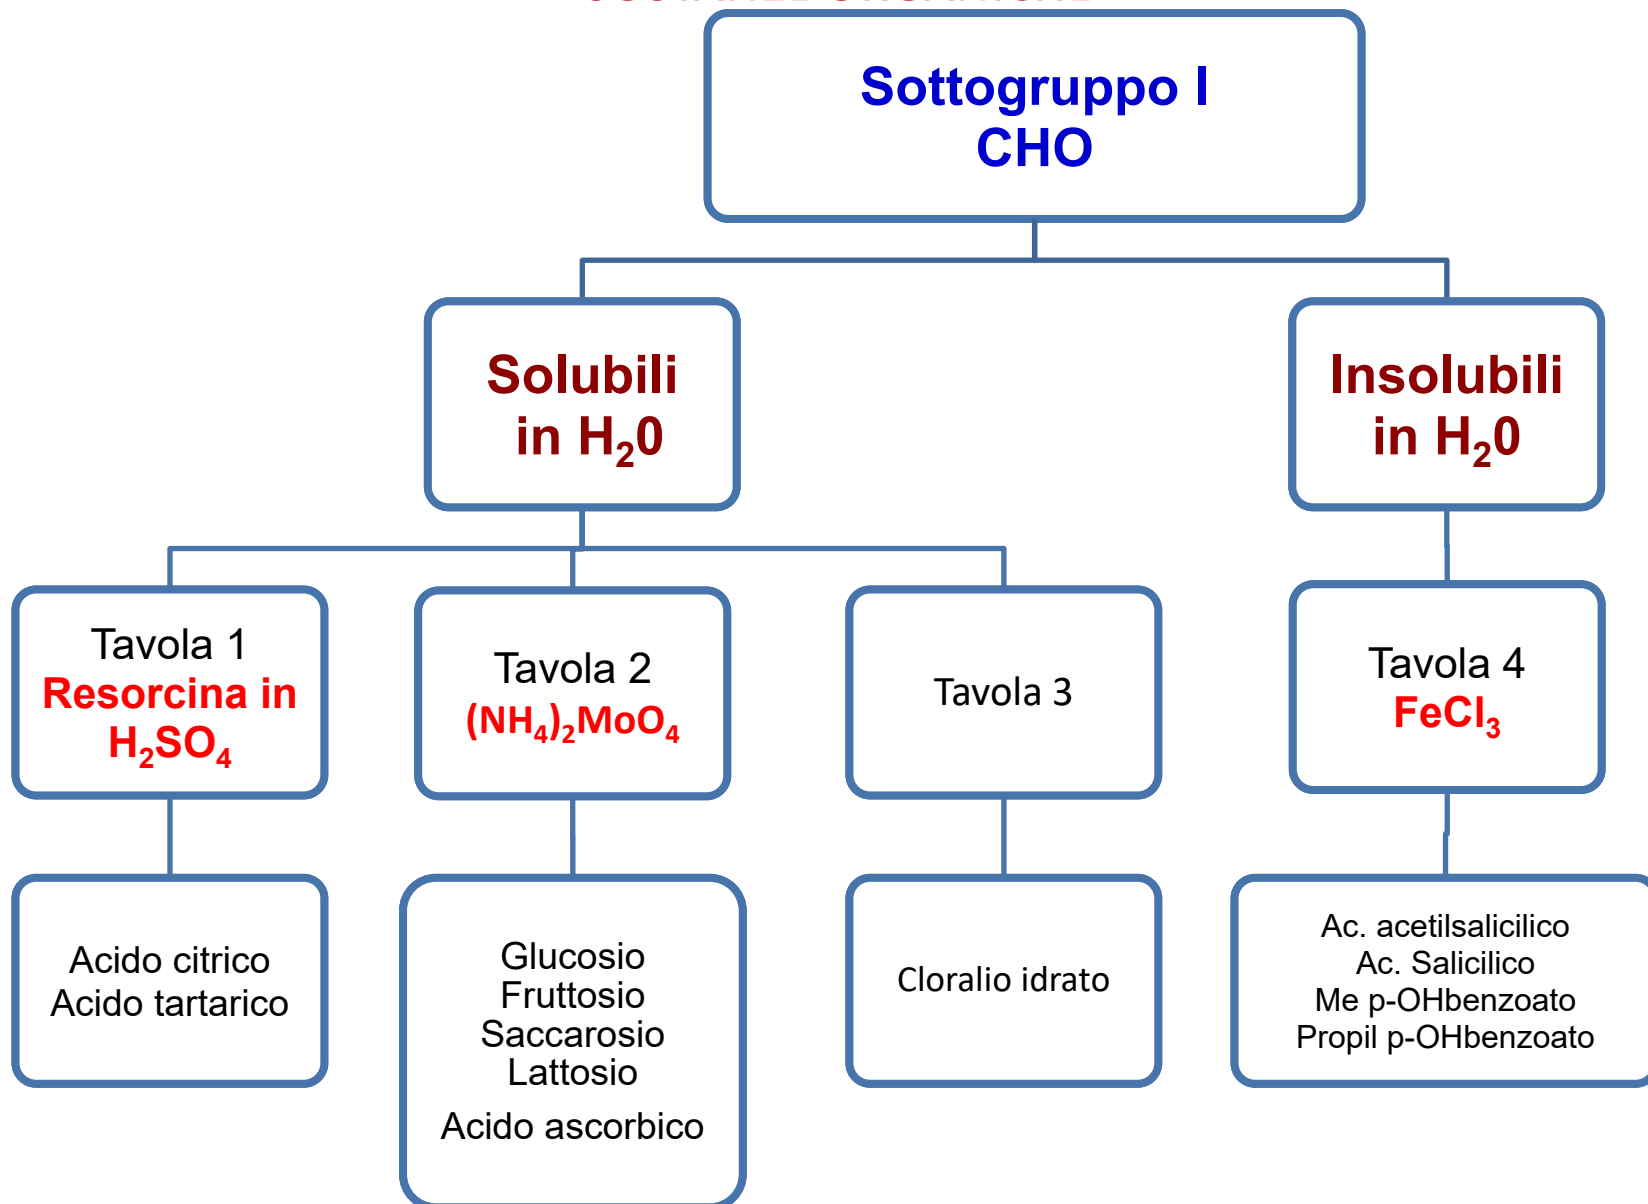 Sottogruppo I
CHO
Solubili
in H₂0
Insolubili
in H₂0
Tavola 1
Resorcina in
H₂SO₄
Tavola 2
(NH₄)₂MoO₄
Tavola 3
Tavola 4
FeCl₃
Acido citrico
Acido tartarico
Glucosio
Fruttosio
Saccarosio
Lattosio
Acido ascorbico
Cloralio idrato
Ac. acetilsalicilico
Ac. Salicilico
Me p-OHbenzoato
Propil p-OHbenzoato